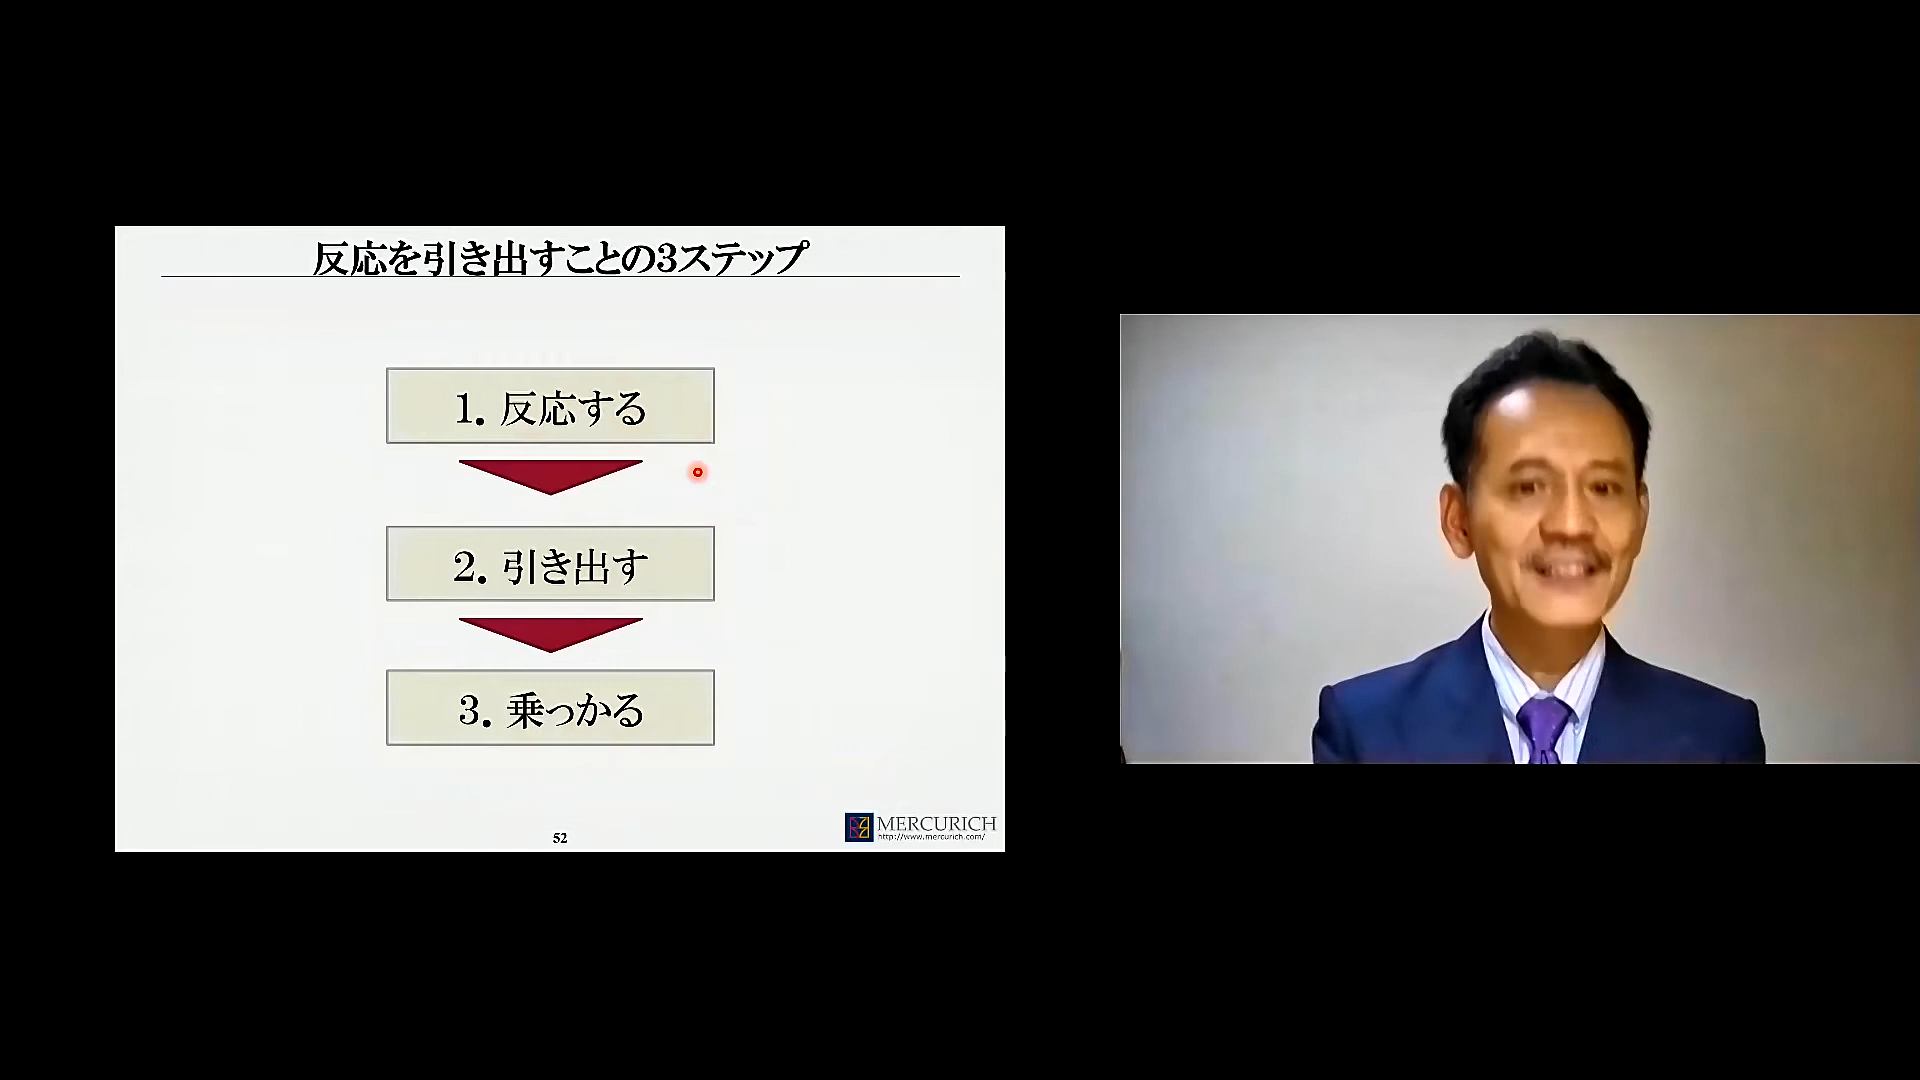 反応を引き出すことの3ステップ
1. 反応する
2. 引き出す
3. 乗っかる
52
MERCURICH
http://www.mercurich.com/